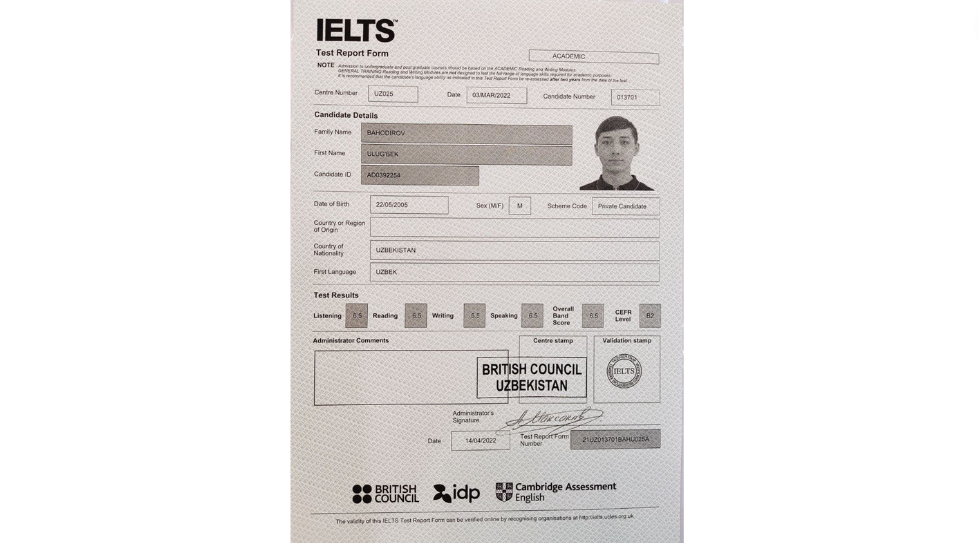 IELTS™
Test Report Form
ACADEMIC
NOTE Admission to undergraduate and post graduate courses should be based on the ACADEMIC Reading and Writing Modules.
GENERAL TRAINING Reading and Writing Modules are not designed to test the full range of language skills required for academic purposes.
It is recommended that the candidate's language ability as indicated in this Test Report Form be re-assessed after two years from the date of the test.
Centre Number UZ025 Date 03/MAR/2022 Candidate Number 013701
Candidate Details
Family Name BAHODIROV
First Name
Candidate ID AD0392254
Date of Birth 22/05/2005 Sex (M/F) M Scheme Code Private Candidate
Country or Region
of Origin
Country of
Nationality UZBEKISTAN
First Language UZBEK
Test Results
Listening Reading 6.5 Writing 5.5 Speaking 6.5 Overall Band Score CEFR Level B2
Administrator Comments
Centre stamp
Validation stamp
BRITISH COUNCIL
UZBEKISTAN
IELTS
Administrator's
Signature
Date 14/04/2022
Test Report Form
Number
BRITISH
COUNCIL
idp
Cambridge Assessment
English
The validity of this IELTS Test Report Form can be verified online by recognising organisations at http://ielts.ucles.org.uk